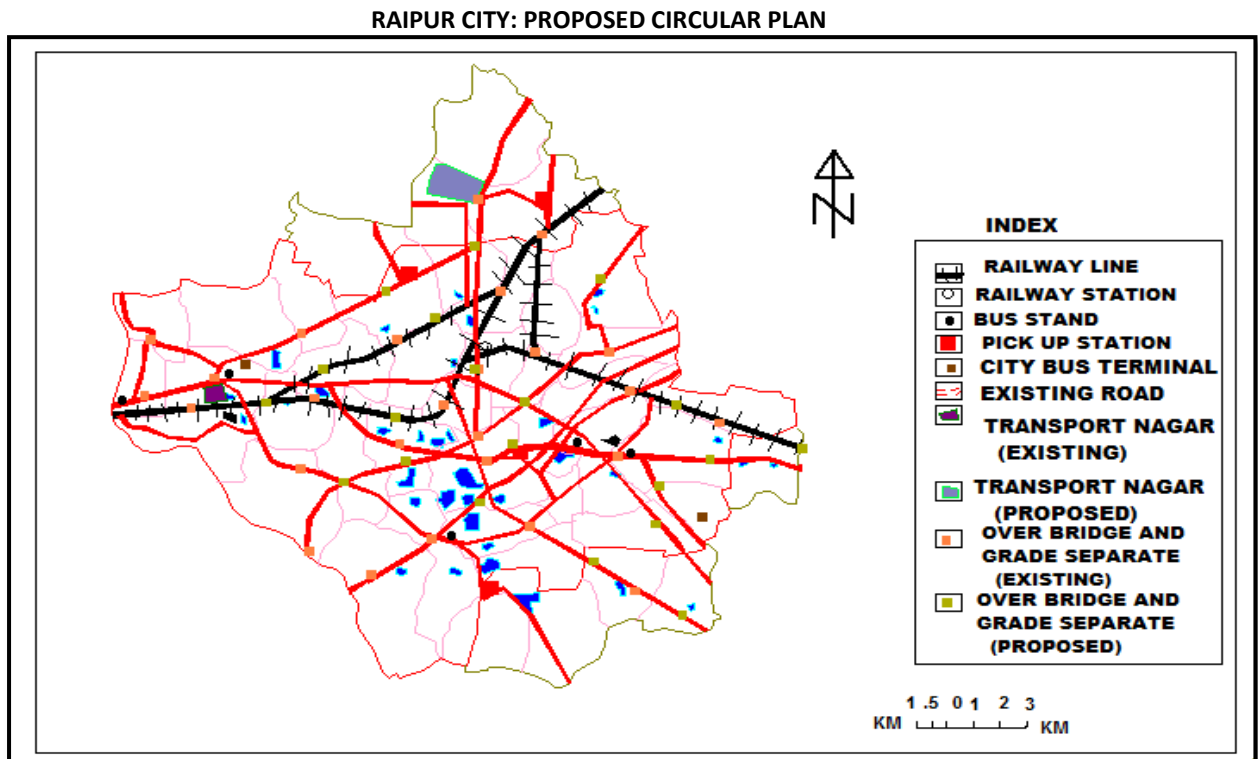 RAIPUR CITY: PROPOSED CIRCULAR PLAN
N
INDEX
RAILWAY LINE
RAILWAY STATION
BUS STAND
PICK UP STATION
CITY BUS TERMINAL
EXISTING ROAD
TRANSPORT NAGAR
(EXISTING)
TRANSPORT NAGAR
(PROPOSED)
OVER BRIDGE AND
GRADE SEPARATE
(EXISTING)
OVER BRIDGE AND
GRADE SEPARATE
(PROPOSED)
1 .5 0 1 2 3
KM KM